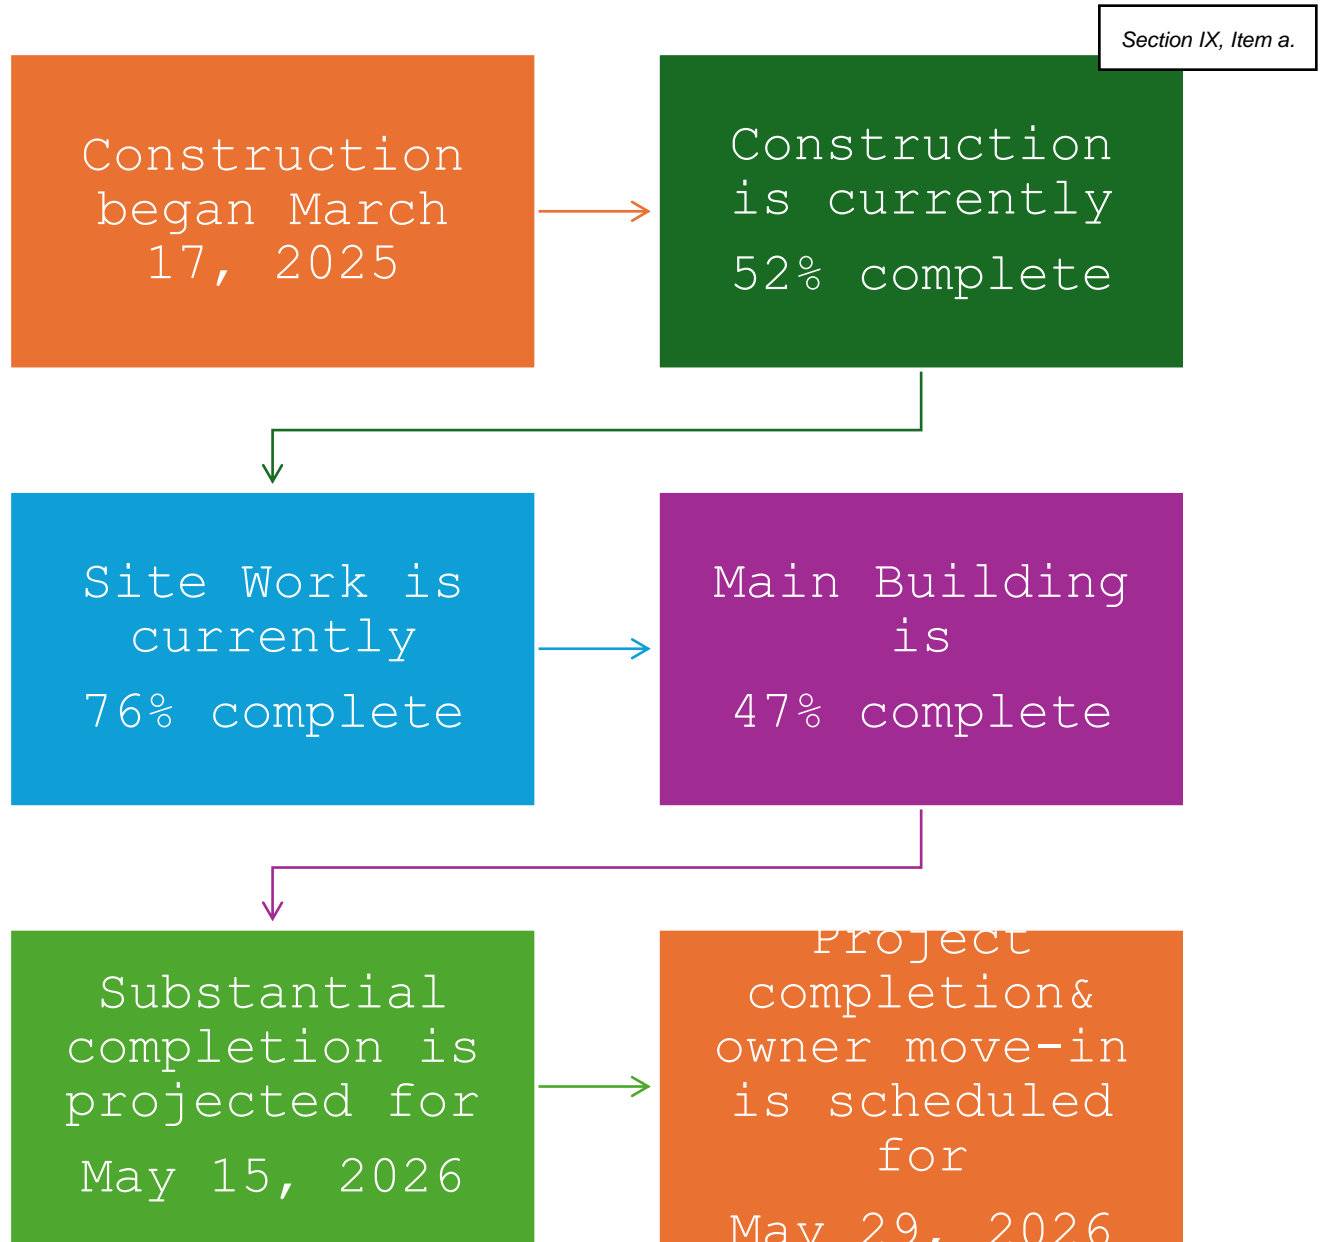 Section IX, Item a.
Construction
began March
17, 2025
Construction
is currently
52% complete
Site Work is
currently
76% complete
Main Building
is
47% complete
Substantial
completion is
projected for
May 15, 2026
Project
completion&
owner move-in
is scheduled
for
May 29, 2026